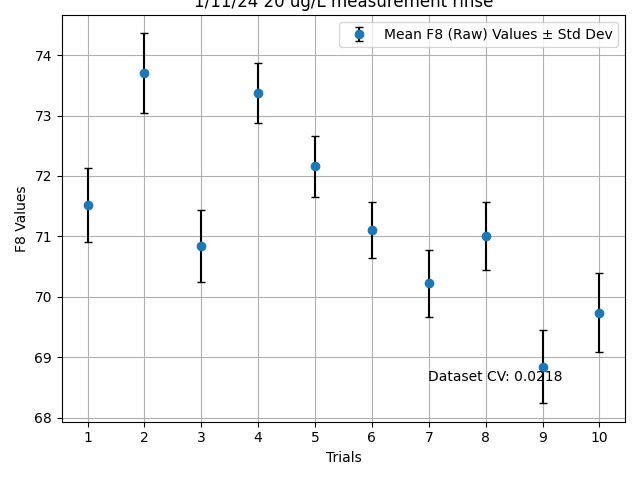 1/11/24 20 ug/L measurement rinse
Mean F8 (Raw) Values ± Std Dev
74
73
72
71
70
69
68
F8 Values
Dataset CV: 0.0218
1 2 3 4 5 6 7 8 9 10
Trials